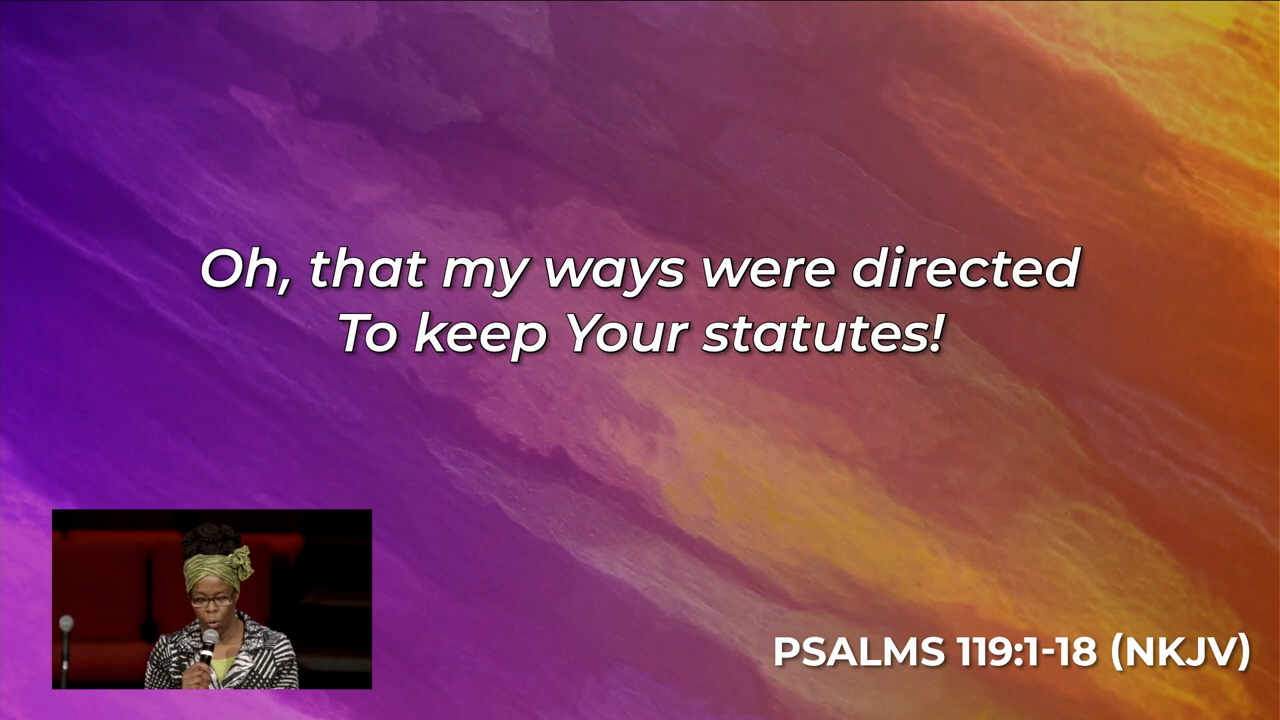 Oh, that my ways were directed
To keep Your statutes!
PSALMS 119:1-18 (NKJV)